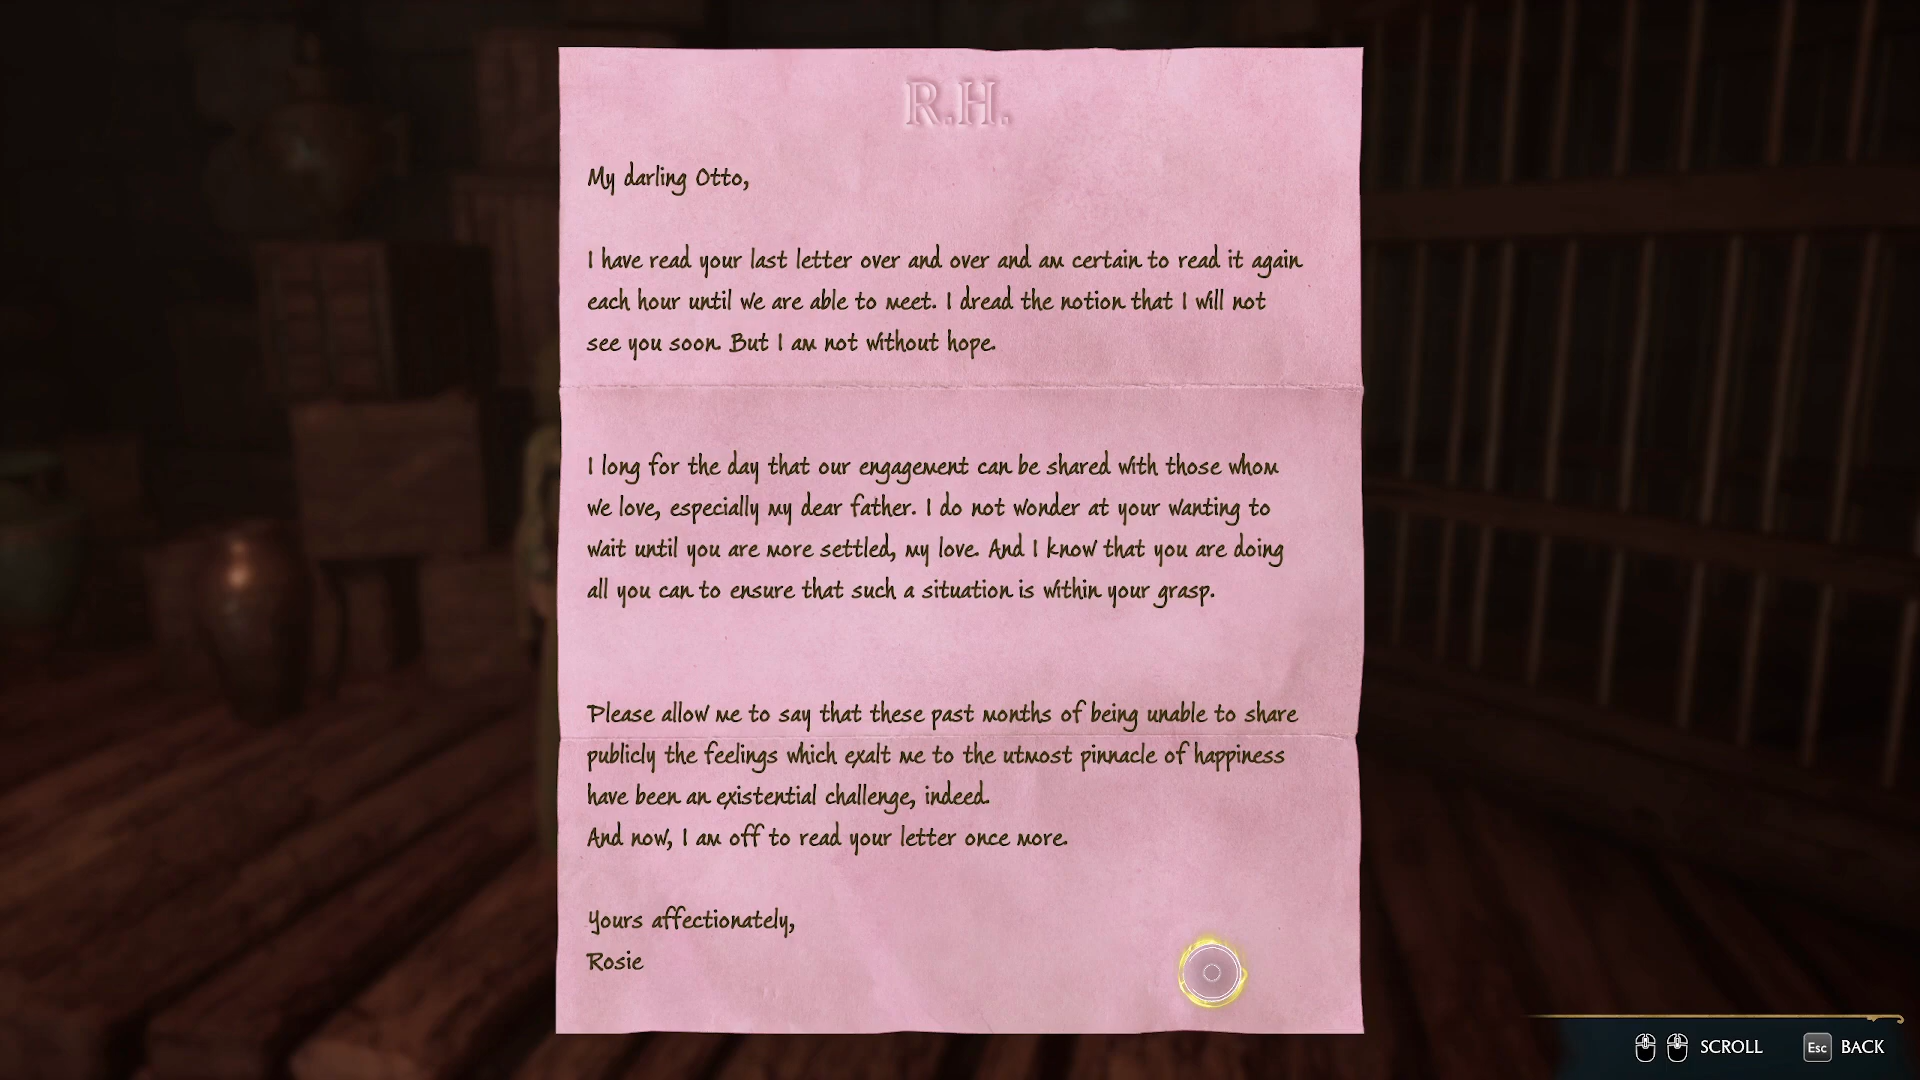 R.H.
My darling Otto,
I have read your last letter over and over and am certain to read it again
each hour until we are able to meet. I dread the notion that I will not
see you soon. But I am not without hope.
I long for the day that our engagement can be shared with those whom
we love, especially my dear father. I do not wonder at your wanting to
wait until you are more settled, my love. And I know that you are doing
all you can to ensure that such a situation is within your grasp.
Please allow me to say that these past months of being unable to share
publicly the feelings which exalt me to the utmost pinnacle of happiness
have been an existential challenge, indeed.
And now, I am off to read your letter once more.
Yours affectionately,
Rosie
SCROLL Esc BACK